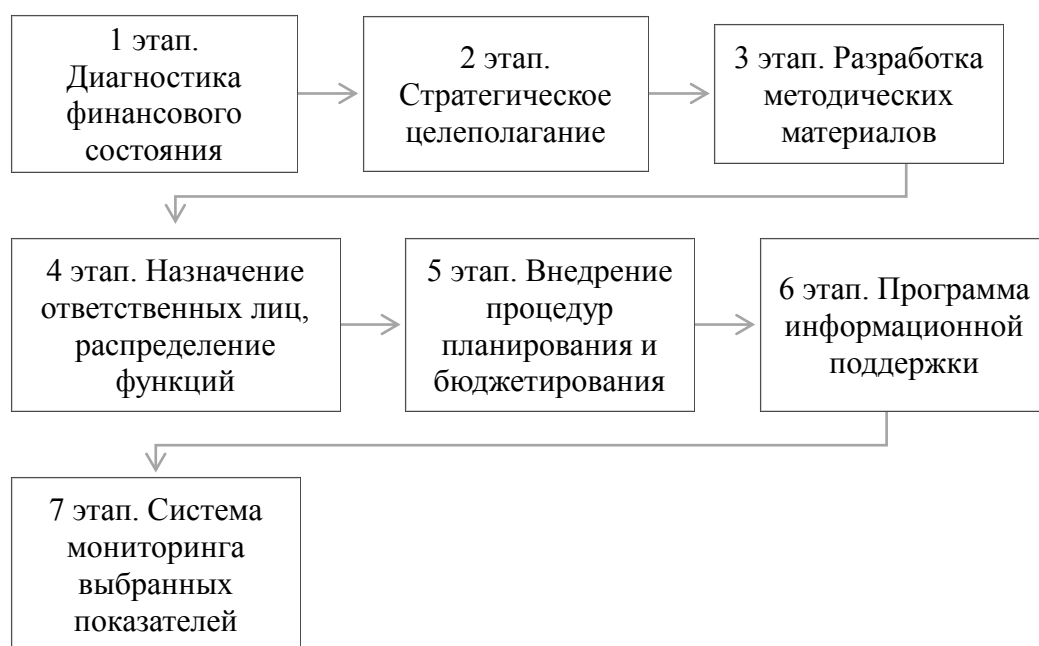 1 этап.
Диагностика
финансового
состояния
2 этап.
Стратегическое
целеполагание
3 этап. Разработка
методических
материалов
4 этап. Назначение
ответственных лиц,
распределение
функций
5 этап. Внедрение
процедур
планирования и
бюджетирования
6 этап. Программа
информационной
поддержки
7 этап. Система
мониторинга
выбранных
показателей